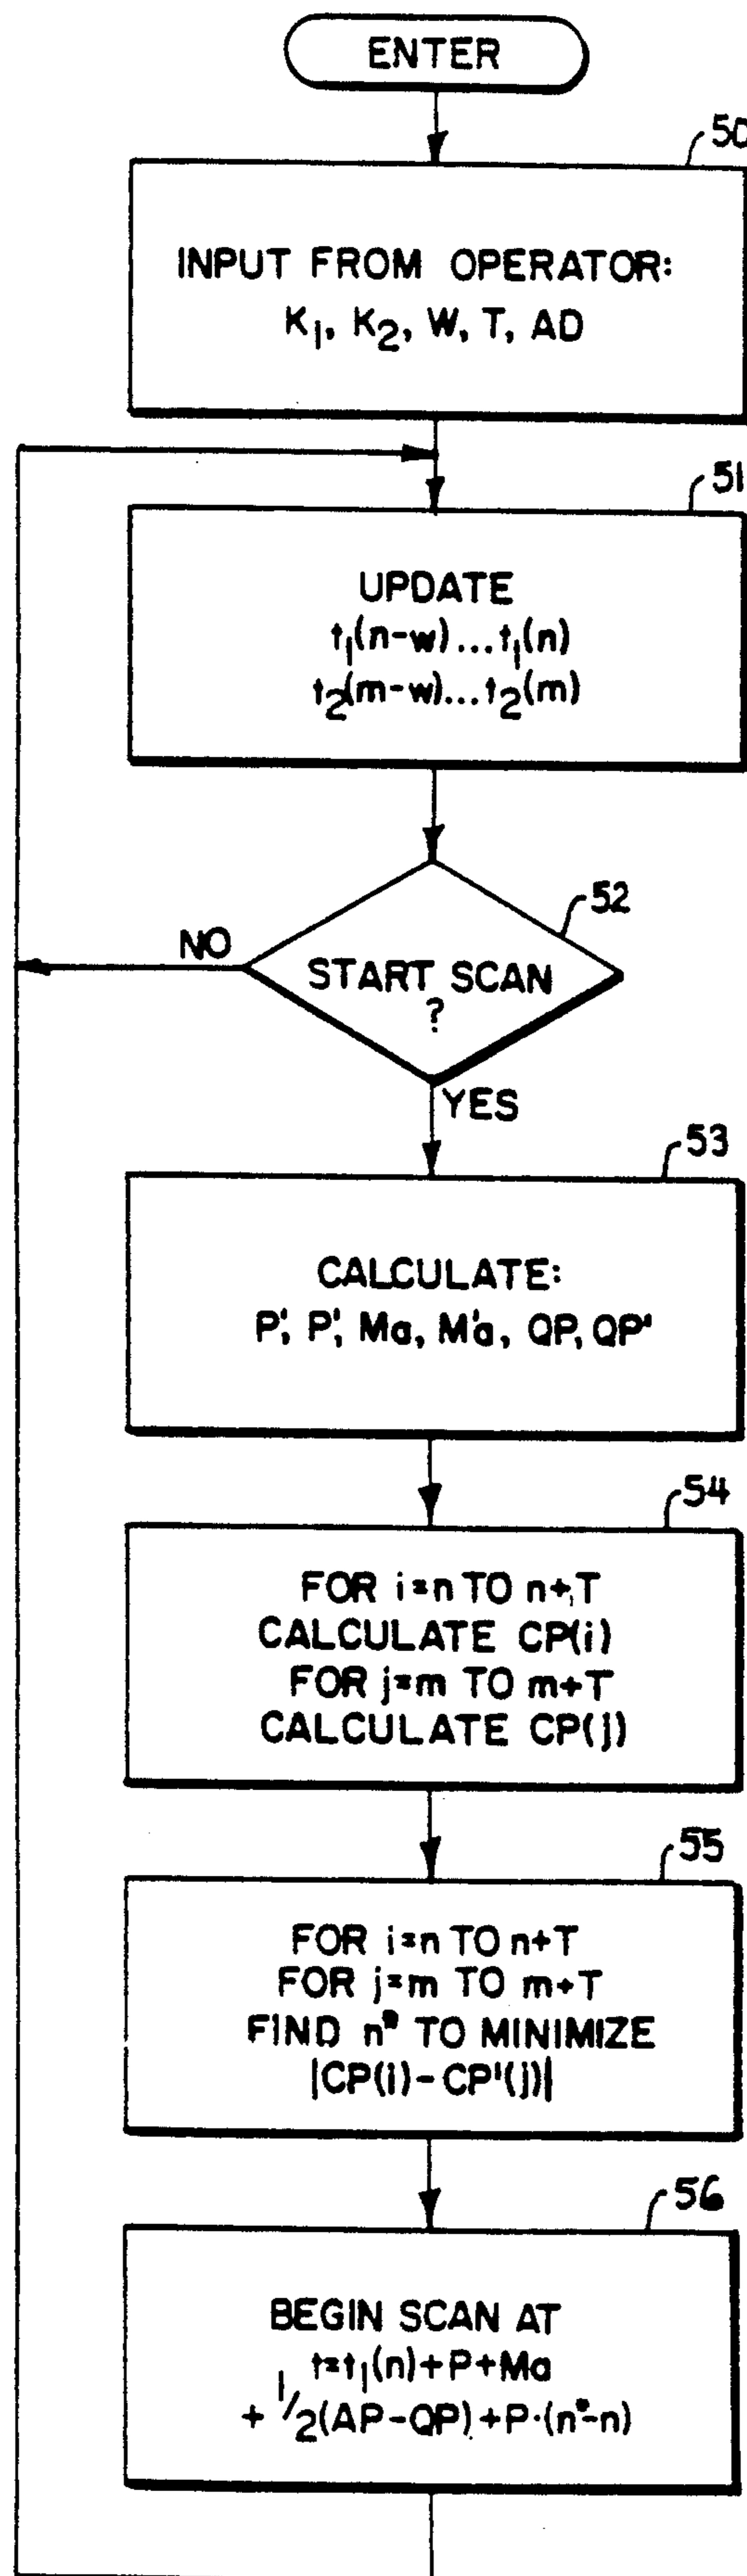 ENTER
50
INPUT FROM OPERATOR:
K₁, K₂, W, T, AD
51
UPDATE
t₁(n-w)...t₁(n)
t₂(m-w)...t₂(m)
52
NO
START SCAN
?
YES
53
CALCULATE:
P', P', Ma, M'a, QP, QP'
54
FOR i=n TO n+T
CALCULATE CP(i)
FOR j=m TO m+T
CALCULATE CP(j)
55
FOR i=n TO n+T
FOR j=m TO m+T
FIND n* TO MINIMIZE
|CP(i)-CP'(j)|
56
BEGIN SCAN AT
t=t₁(n)+P+Ma
+ 1/2(AP-QP)+P·(n*-n)